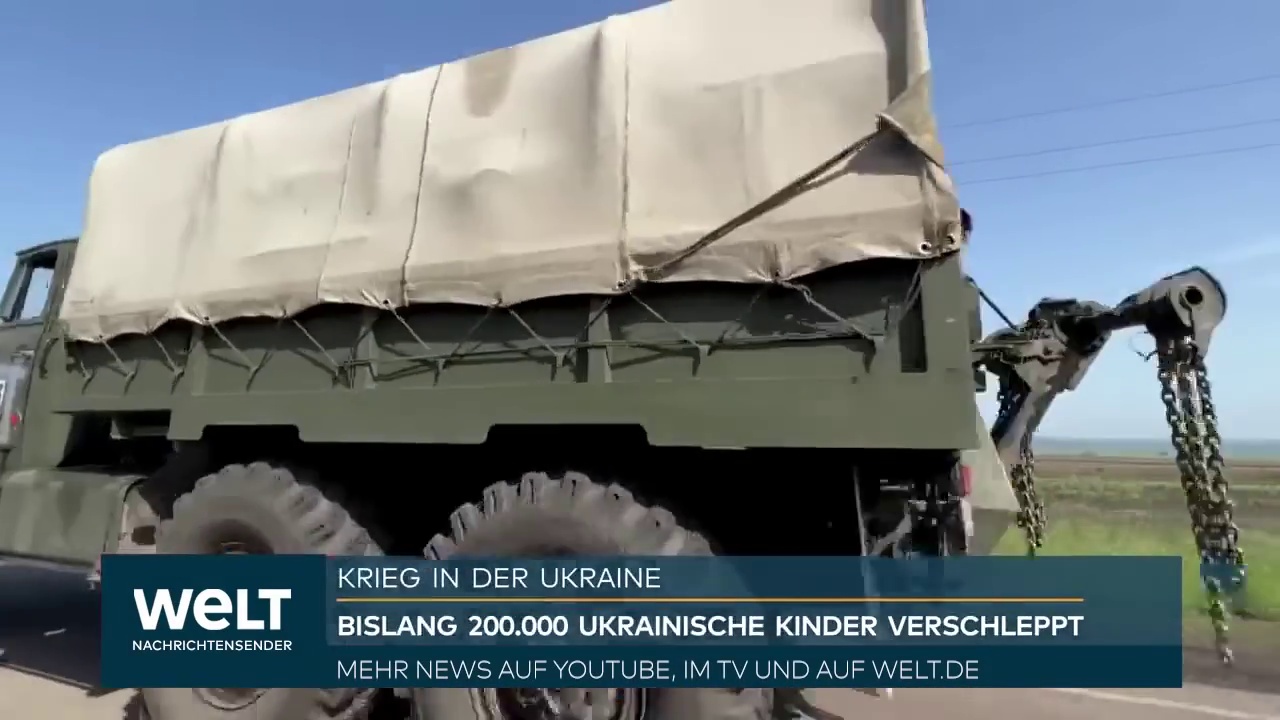 KRIEG IN DER UKRAINE
BISLANG 200.000 UKRAINISCHE KINDER VERSCHLEPPT
MEHR NEWS AUF YOUTUBE, IM TV UND AUF WELT.DE
WELT
NACHRICHTENSENDER